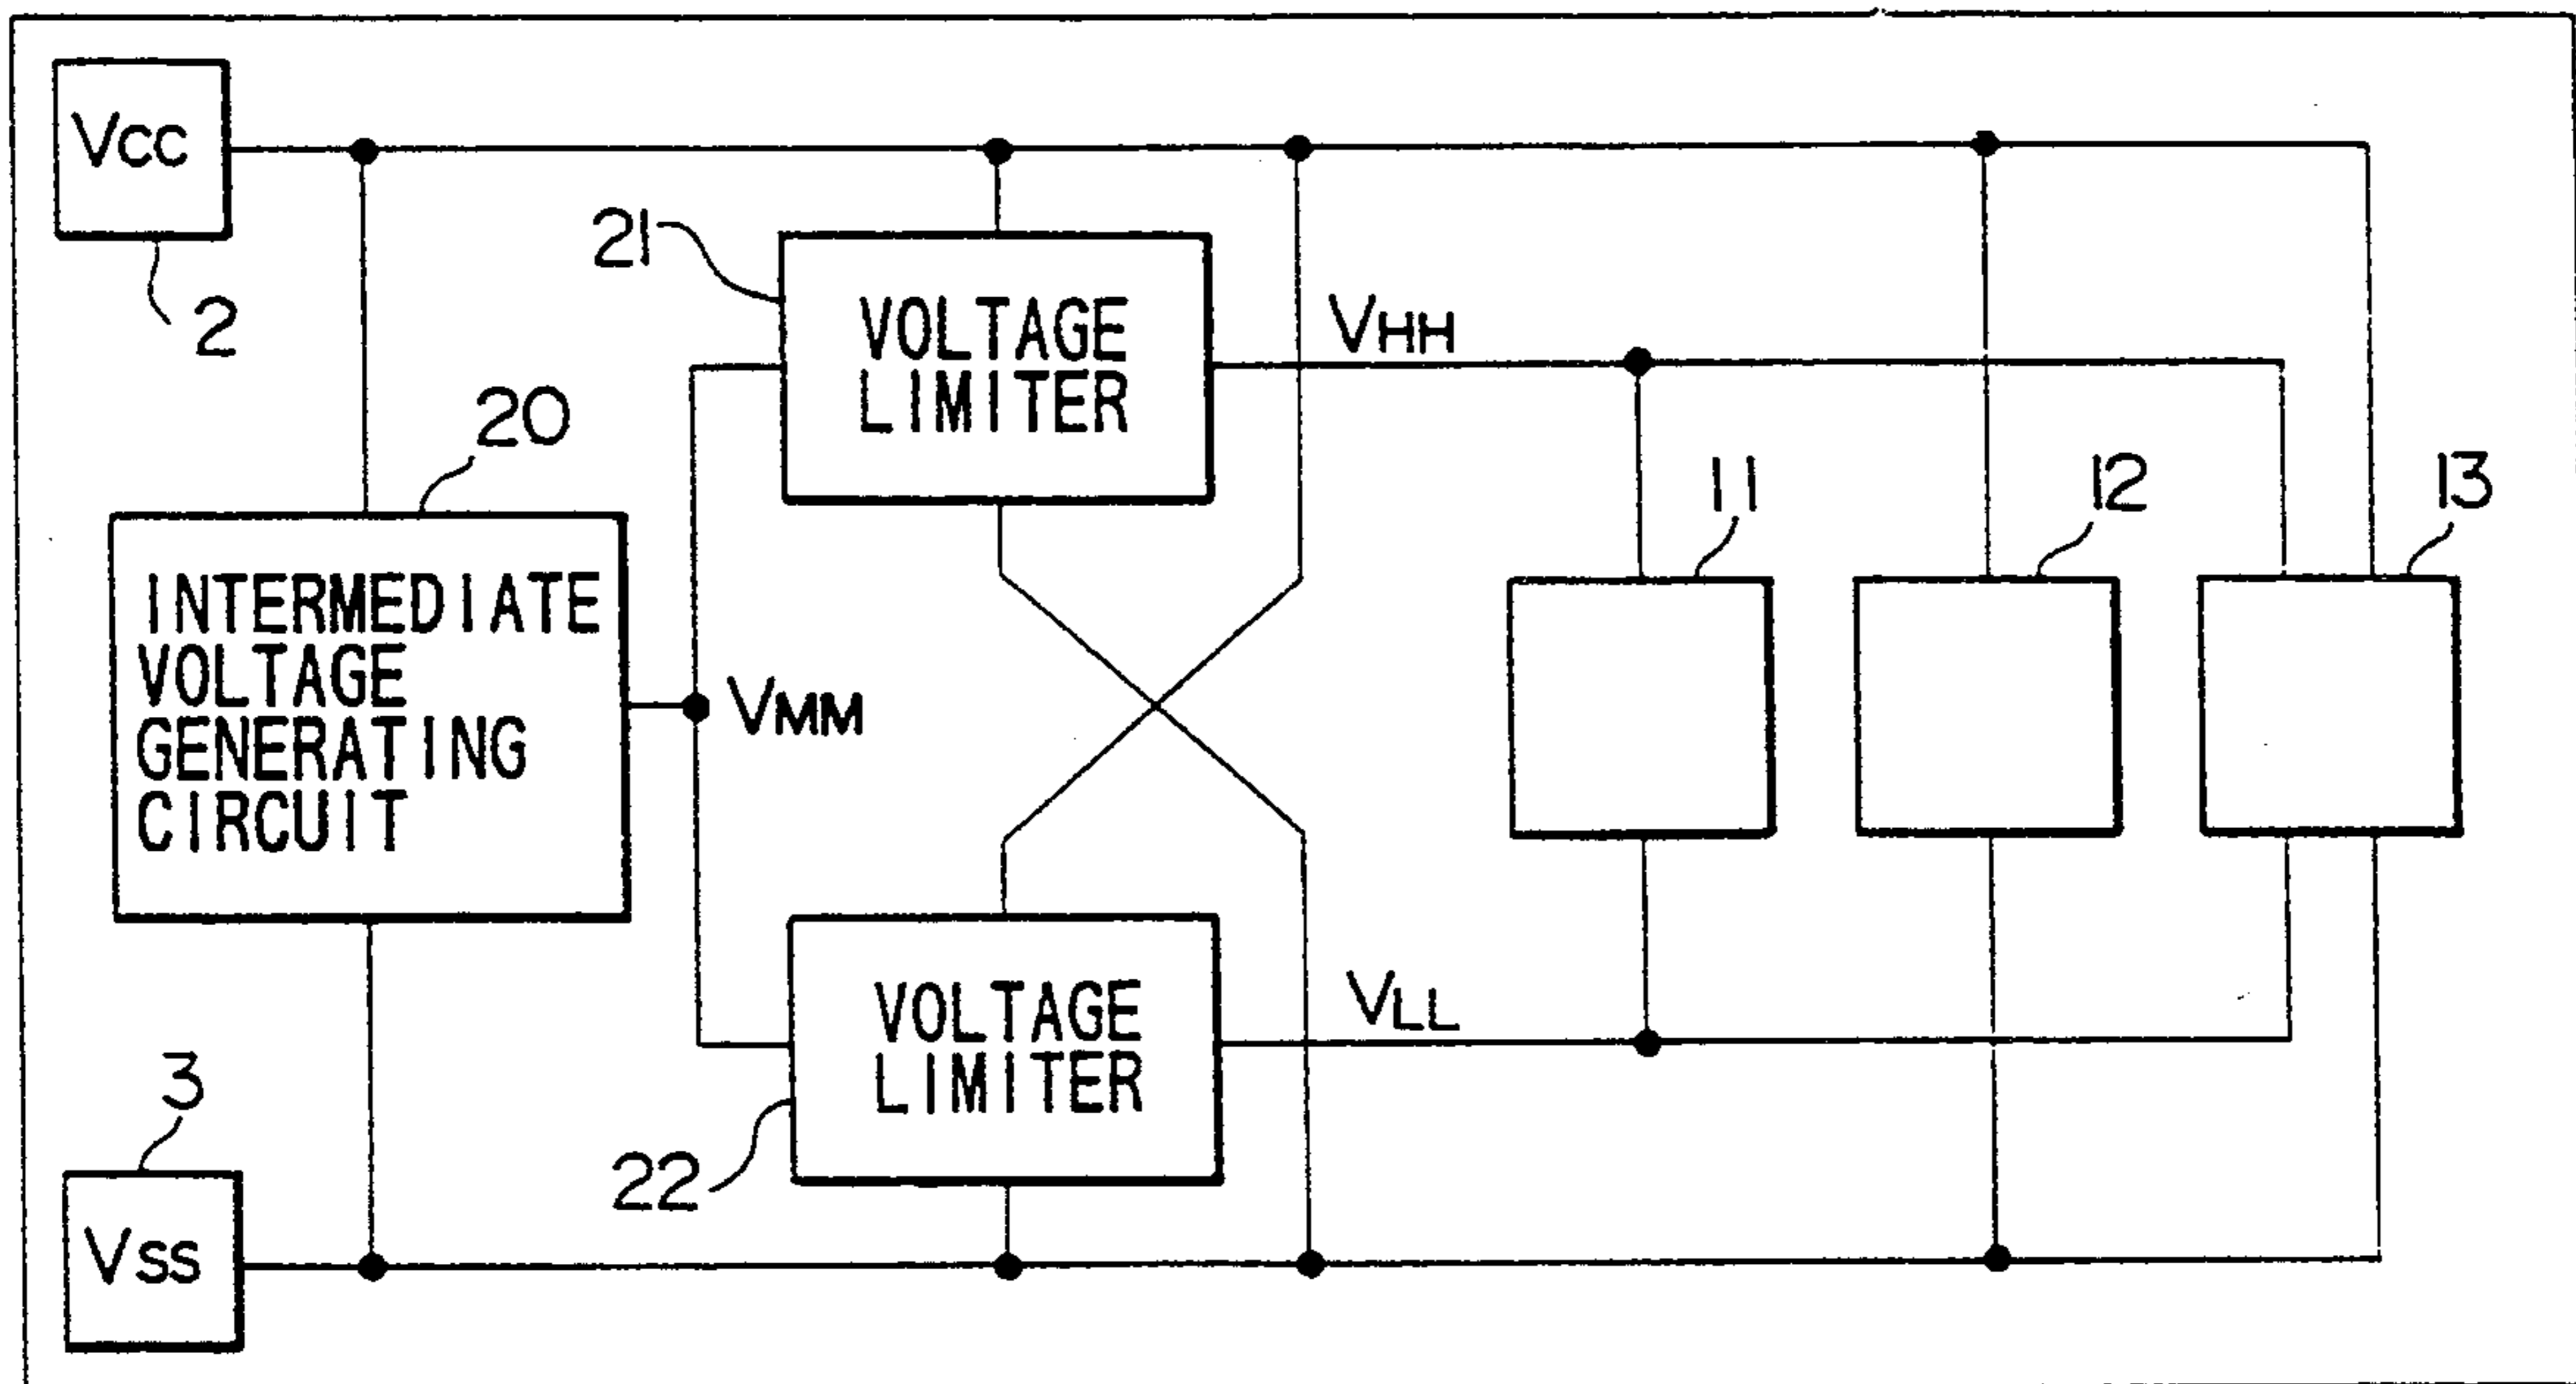 VCC
2
21
VOLTAGE
LIMITER
VHH
20
11
12
13
INTERMEDIATE
VOLTAGE
GENERATING
CIRCUIT
VMM
VOLTAGE
LIMITER
VLL
22
3
VSS